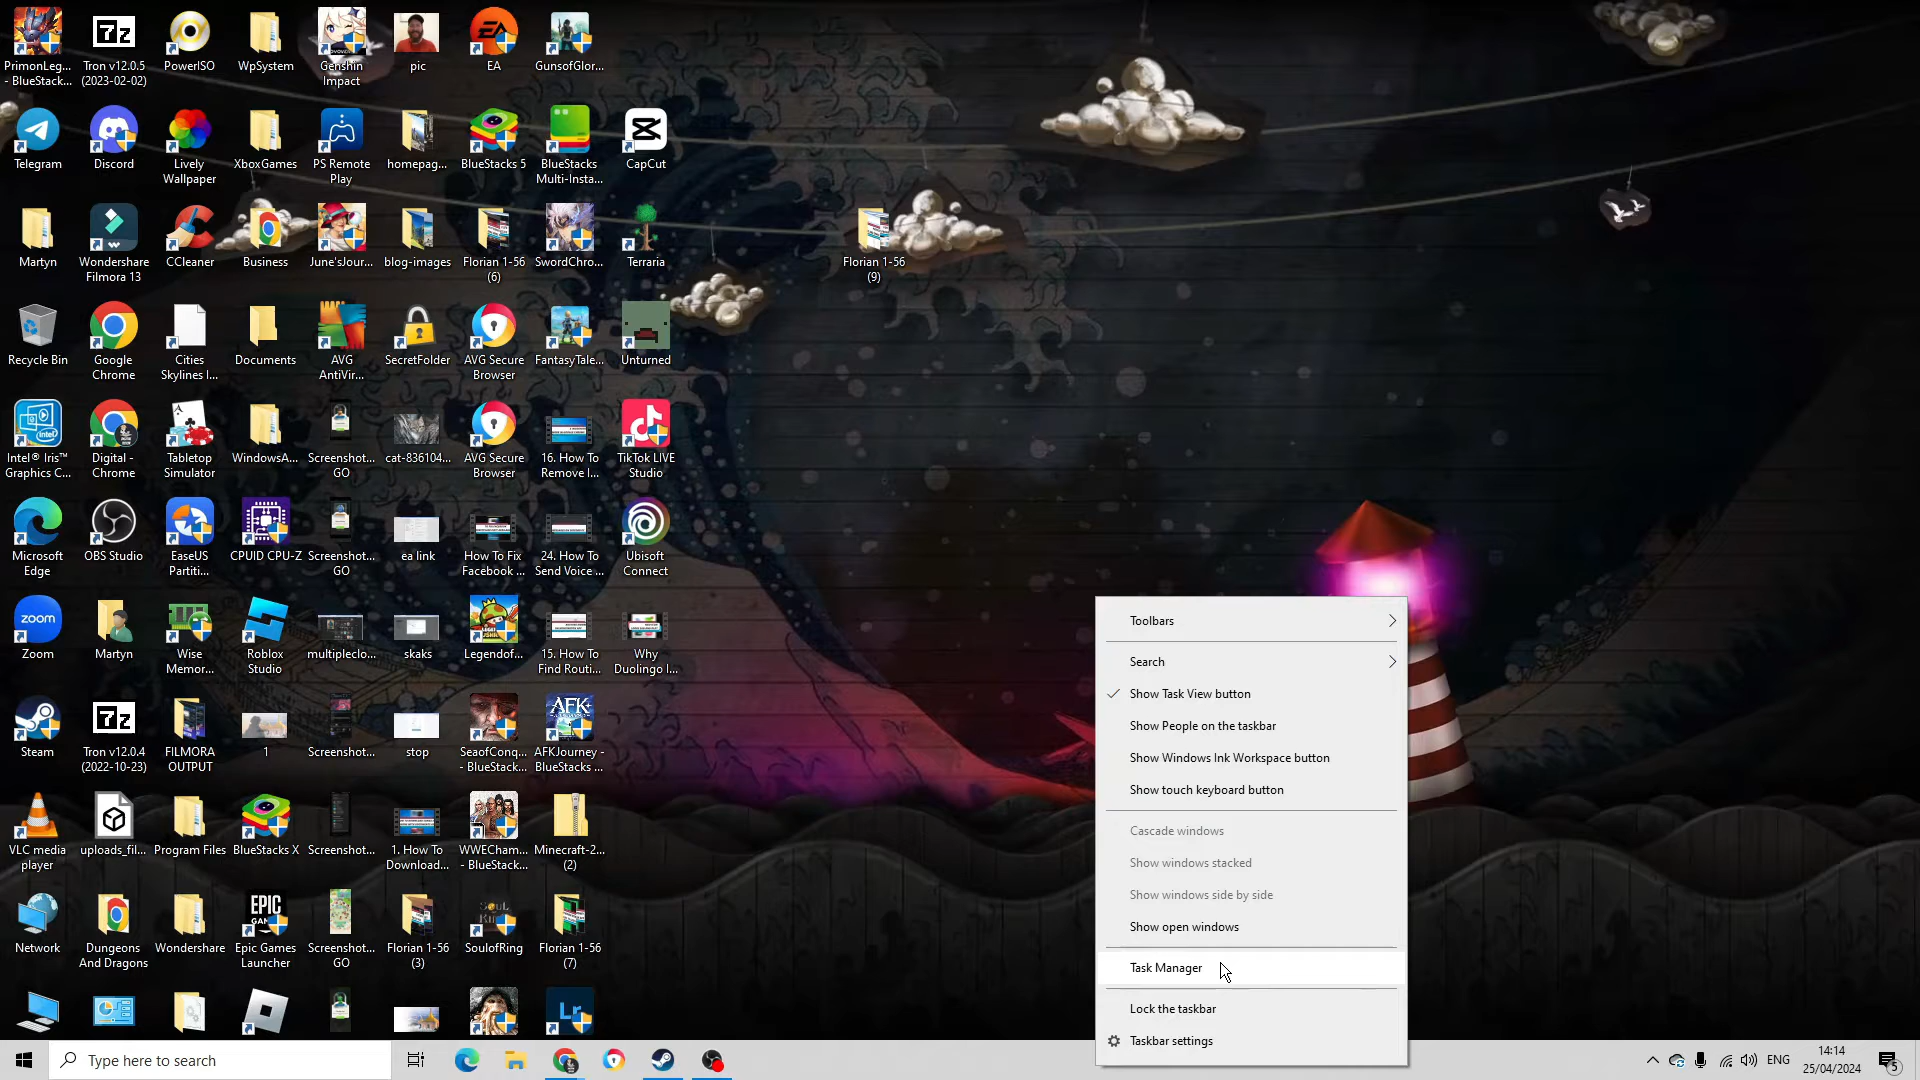 PrimonLeg...
- BlueStack...
Tron v12.0.5
(2023-02-02)
PowerISO
WpSystem
Genshin
Impact
pic
EA
GunsofGlor...
Telegram
Discord
Lively
Wallpaper
XboxGames
PS Remote
Play
homepag...
BlueStacks 5
BlueStacks
Multi-Insta...
CapCut
Martyn
Wondershare
Filmora 13
CCleaner
Business
June'sJour...
blog-images
Florian 1-56
(6)
SwordChro...
Terraria
Florian 1-56
(9)
Recycle Bin
Google
Chrome
Cities
Skylines I...
Documents
AVG
AntiVir...
SecretFolder
AVG Secure
Browser
FantasyTale...
Unturned
Intel® Iris™
Graphics C...
Digital -
Chrome
Tabletop
Simulator
WindowsA...
Screenshot...
GO
cat-836104...
AVG Secure
Browser
16. How To
Remove I...
TikTok LIVE
Studio
Microsoft
Edge
OBS Studio
EaseUS
Partiti...
CPUID CPU-Z
Screenshot...
GO
ea link
How To Fix
Facebook ...
24. How To
Send Voice ...
Ubisoft
Connect
Zoom
Martyn
Wise
Memor...
Roblox
Studio
multipleclo...
skaks
Legendof...
15. How To
Find Routi...
Why
Duolingo I...
Steam
Tron v12.0.4
(2022-10-23)
FILMORA
OUTPUT
1
Screenshot...
stop
SeaofConq...
- BlueStack...
AFKJourney -
BlueStacks ...
VLC media
player
uploads_fil...
Program Files
BlueStacks X
Screenshot...
1. How To
Download...
WWECham...
- BlueStack...
Minecraft-2...
(2)
Network
Dungeons
And Dragons
Wondershare
Epic Games
Launcher
Screenshot...
GO
Florian 1-56
(3)
SoulofRing
Florian 1-56
(7)
Toolbars
Search
Show Task View button
Show People on the taskbar
Show Windows Ink Workspace button
Show touch keyboard button
Cascade windows
Show windows stacked
Show windows side by side
Show open windows
Task Manager
Lock the taskbar
Taskbar settings
Type here to search
ENG
14:14
25/04/2024
5